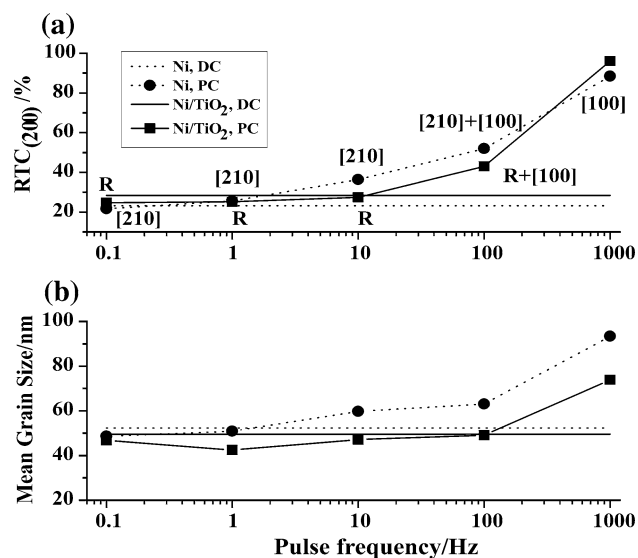 (a)
RTC(200) /%
100
80
60
40
20
Ni, DC
Ni, PC
Ni/TiO2, DC
Ni/TiO2, PC
R
[210]
[210]
R
[210]
R
[210]+[100]
R+[100]
[100]
0.1 1 10 100 1000
(b)
Mean Grain Size/nm
100
80
60
40
20
0.1 1 10 100 1000
Pulse frequency/Hz